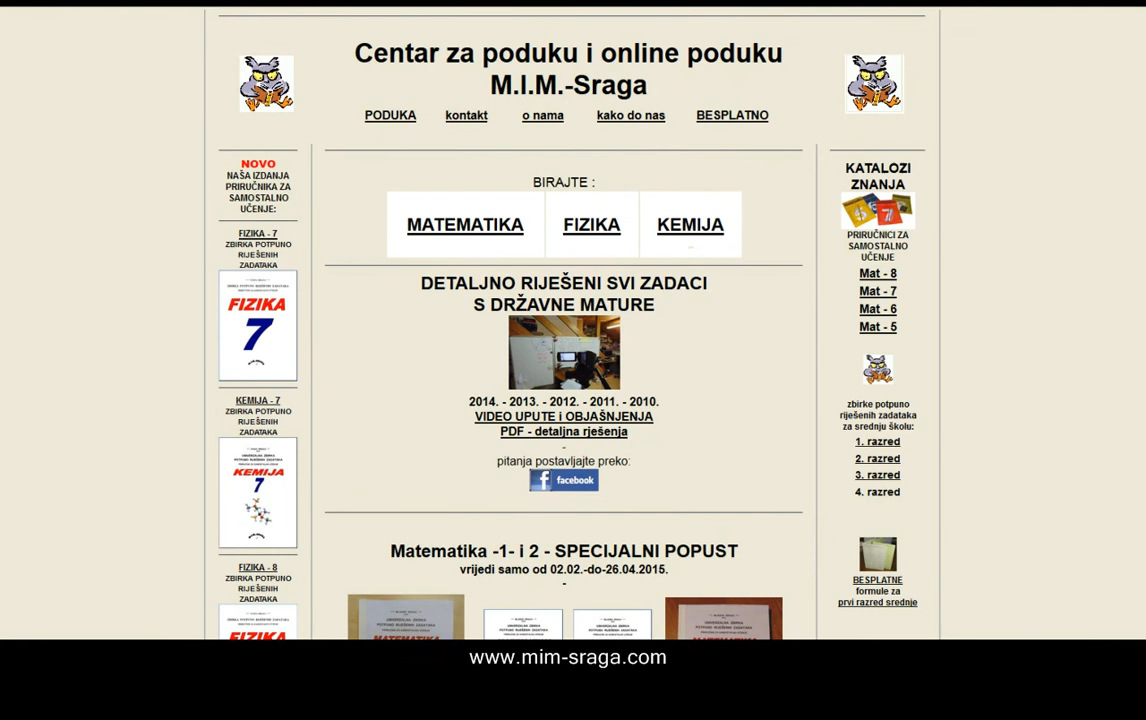 Centar za poduku i online poduku
M.I.M.-Sraga
PODUKA kontakt o nama kako do nas BESPLATNO
NOVO
NAŠA IZDANJA
PRIRUČNIKA ZA
SAMOSTALNO
UČENJE:
FIZIKA - 7
ZBIRKA POTPUNO
RIJEŠENIH
ZADATAKA
FIZIKA
7
KEMIJA - 7
ZBIRKA POTPUNO
RIJEŠENIH
ZADATAKA
KEMIJA
7
FIZIKA - 8
ZBIRKA POTPUNO
RIJEŠENIH
ZADATAKA
BIRAJTE :
MATEMATIKA FIZIKA KEMIJA
DETALJNO RIJEŠENI SVI ZADACI
S DRŽAVNE MATURE
2014. - 2013. - 2012. - 2011. - 2010.
VIDEO UPUTE i OBJAŠNJENJA
PDF - detaljna rješenja
-
pitanja postavljajte preko:
facebook
Matematika -1- i 2 - SPECIJALNI POPUST
vrijedi samo od 02.02.-do-26.04.2015.
-
KATALOZI
ZNANJA
PRIRUČNICI ZA
SAMOSTALNO
UČENJE
Mat - 8
Mat - 7
Mat - 6
Mat - 5
zbirke potpuno
riješenih zadataka
za srednju školu:
1. razred
2. razred
3. razred
4. razred
BESPLATNE
formule za
prvi razred srednje
www.mim-sraga.com